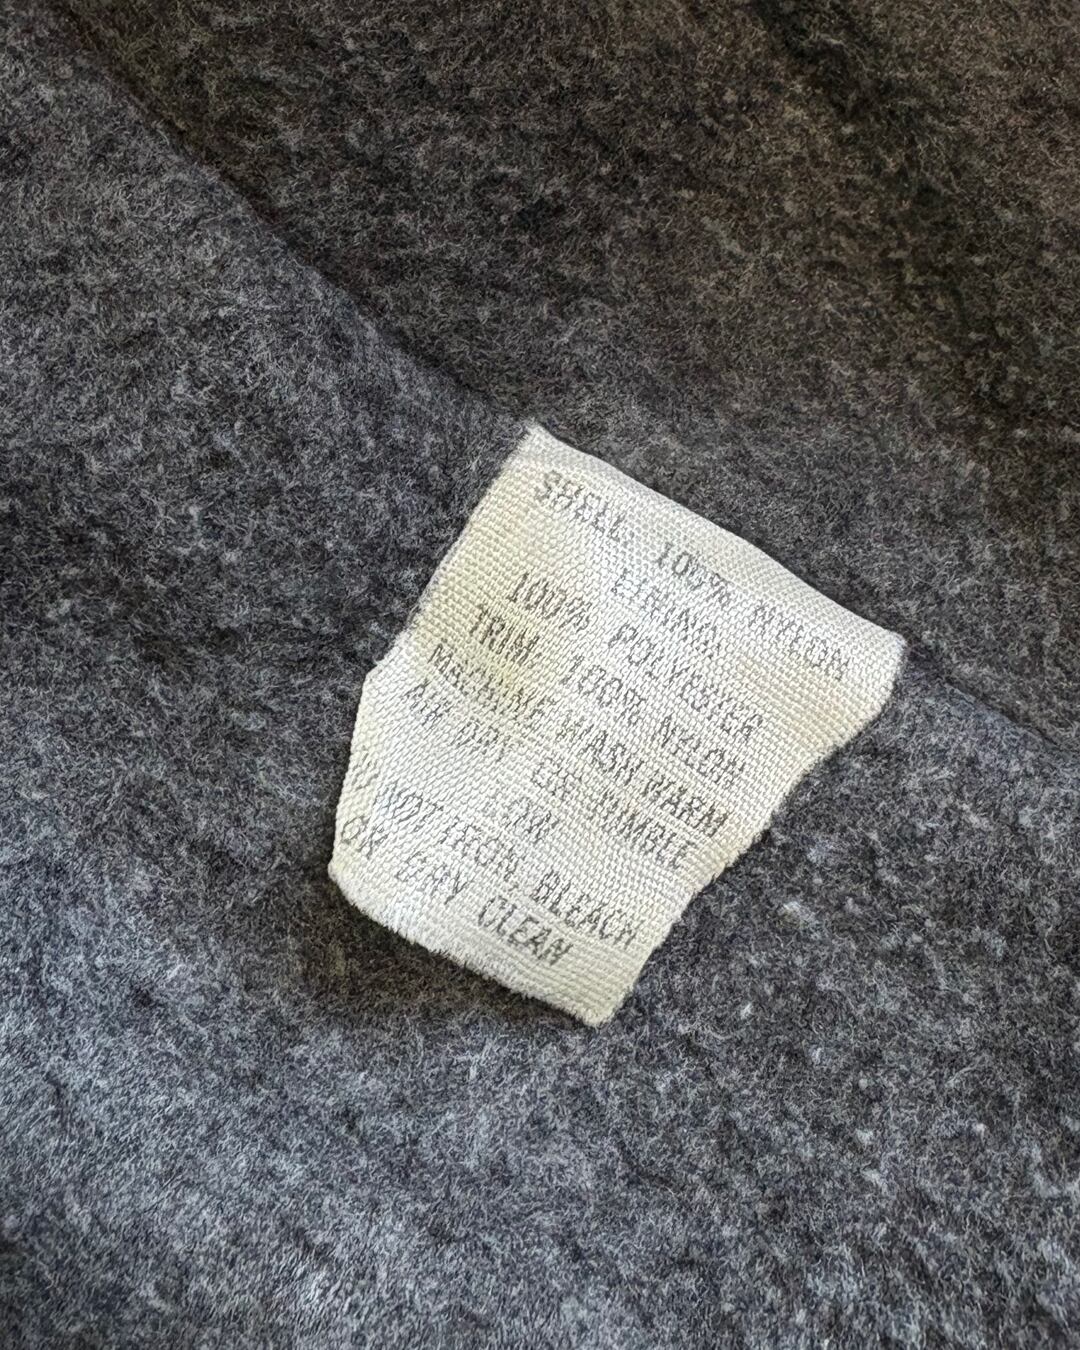 SHELL: 100% NYLON
LINING:
100% POLYESTER
TRIM: 100% NYLON
MACHINE WASH WARM
AIR DRY OR TUMBLE
LOW
NOT IRON, BLEACH
OR DRY CLEAN